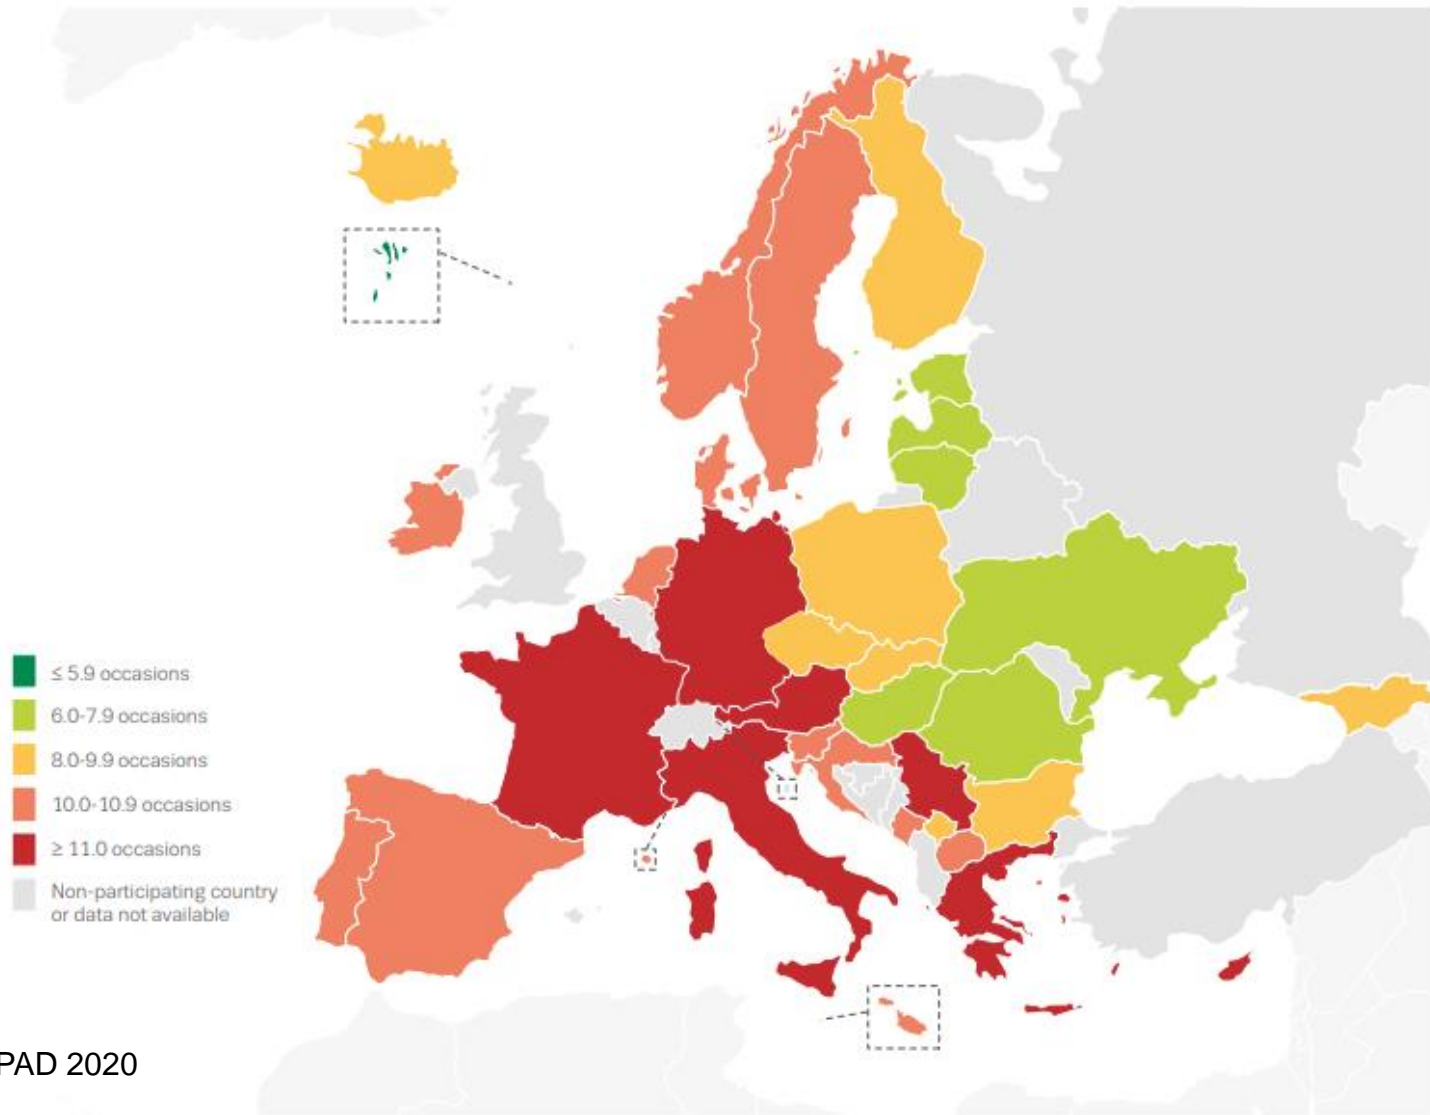 ≤ 5.9 occasions
6.0-7.9 occasions
8.0-9.9 occasions
10.0-10.9 occasions
≥ 11.0 occasions
Non-participating country
or data not available
PAD 2020